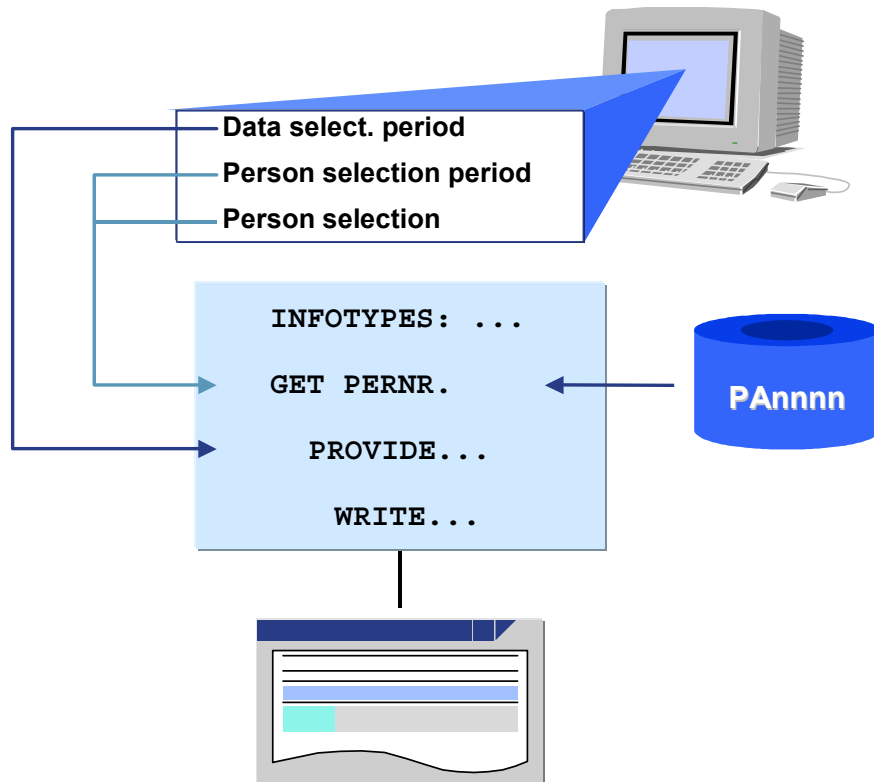 Data select. period
Person selection period
Person selection
INFOTYPES: ...
GET PERNR.
PAnnnn
PROVIDE...
WRITE...